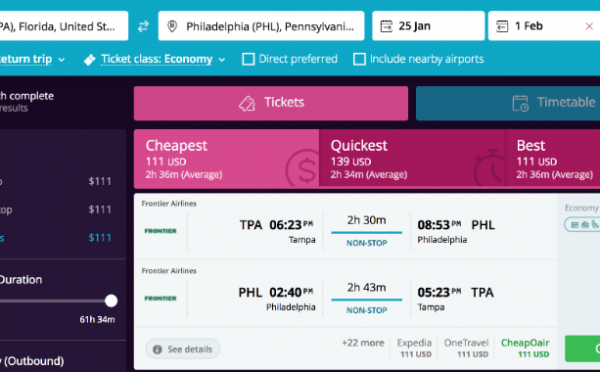 PA), Florida, United St...
Philadelphia (PHL), Pennsylvani...
25 Jan
1 Feb
Return trip
Ticket class: Economy
Direct preferred
Include nearby airports
complete
results
Tickets
Timetable
Cheapest
111 USD
2h 36m (Average)
Quickest
139 USD
2h 34m (Average)
Best
111 USD
2h 36m (Average)
$111
$111
$111
Duration
61h 34m
(Outbound)
Frontier Airlines
FRONTIER
TPA 06:23 PM
Tampa
2h 30m
NON-STOP
08:53 PM PHL
Philadelphia
Frontier Airlines
FRONTIER
PHL 02:40 PM
Philadelphia
2h 43m
NON-STOP
05:23 PM TPA
Tampa
Economy
See details
+22 more
Expedia
111 USD
OneTravel
111 USD
CheapOair
111 USD